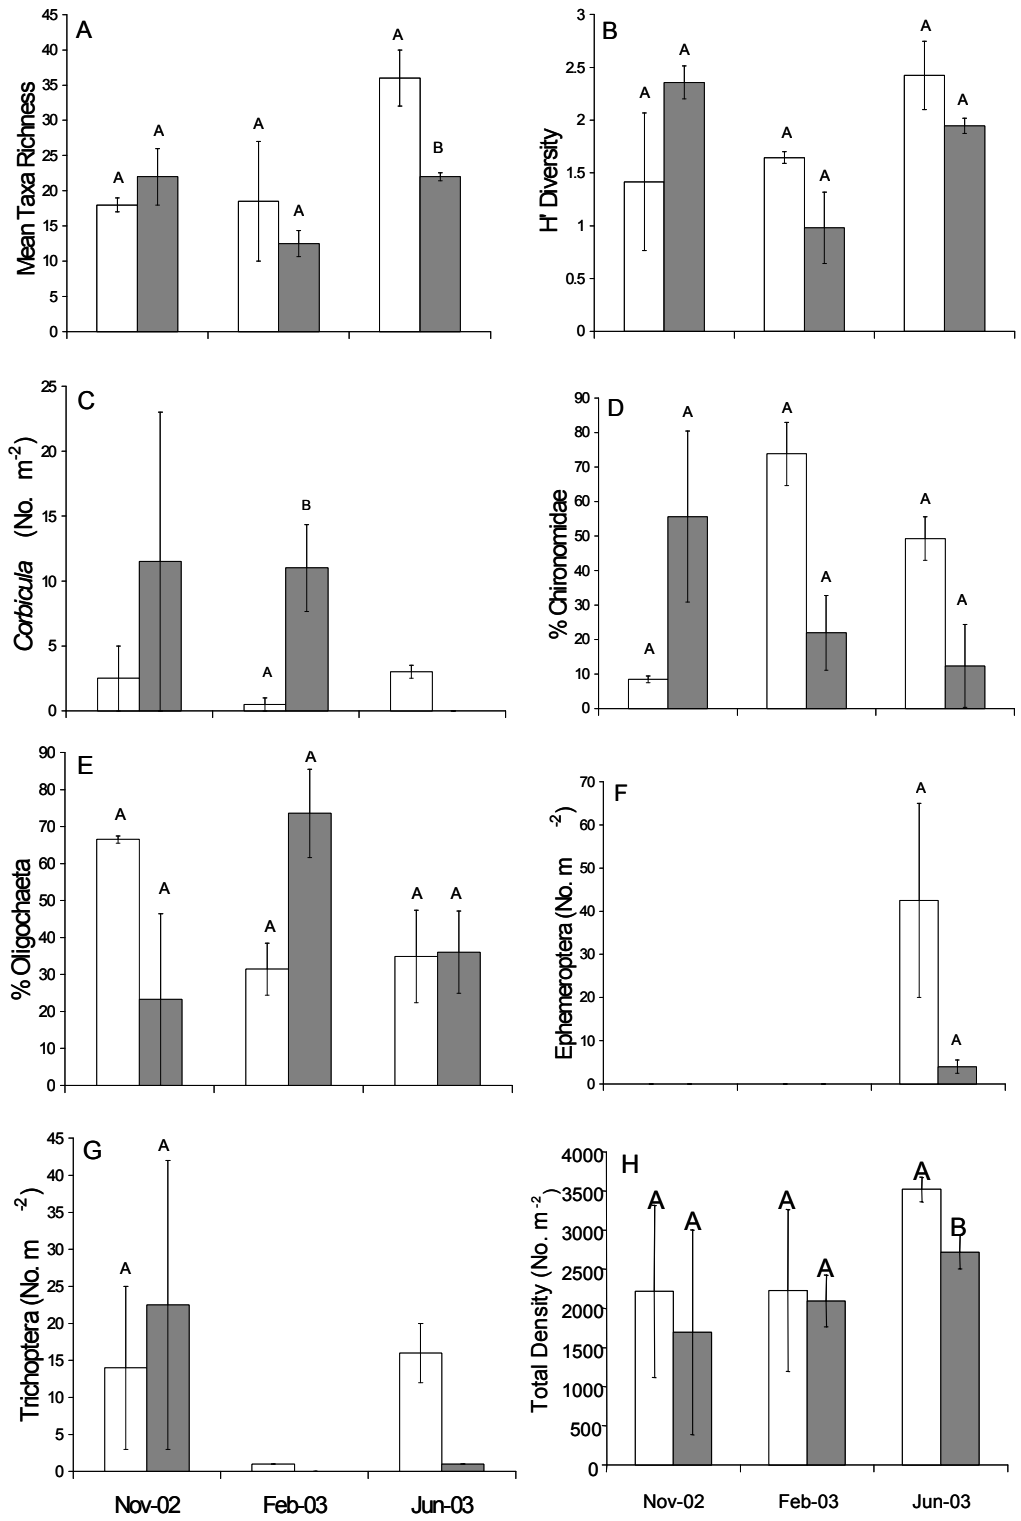 A
Mean Taxa Richness
45
40
35
30
25
20
15
10
5
0
A
A
A
A
A
B
B
H' Diversity
3
2.5
2
1.5
1
0.5
0
A
A
A
A
A
A
C
Corbicula (No. m-2)
25
20
15
10
5
0
A
B
D
% Chironomidae
90
80
70
60
50
40
30
20
10
0
A
A
A
A
A
A
E
% Oligochaeta
90
80
70
60
50
40
30
20
10
0
A
A
A
A
A
A
F
Ephemeroptera (No. m-2)
70
60
50
40
30
20
10
0
A
A
G
Trichoptera (No. m-2)
45
40
35
30
25
20
15
10
5
0
A
A
Nov-02 Feb-03 Jun-03
H
Total Density (No. m-2)
4000
3500
3000
2500
2000
1500
1000
500
0
A
A
A
A
A
B
Nov-02 Feb-03 Jun-03